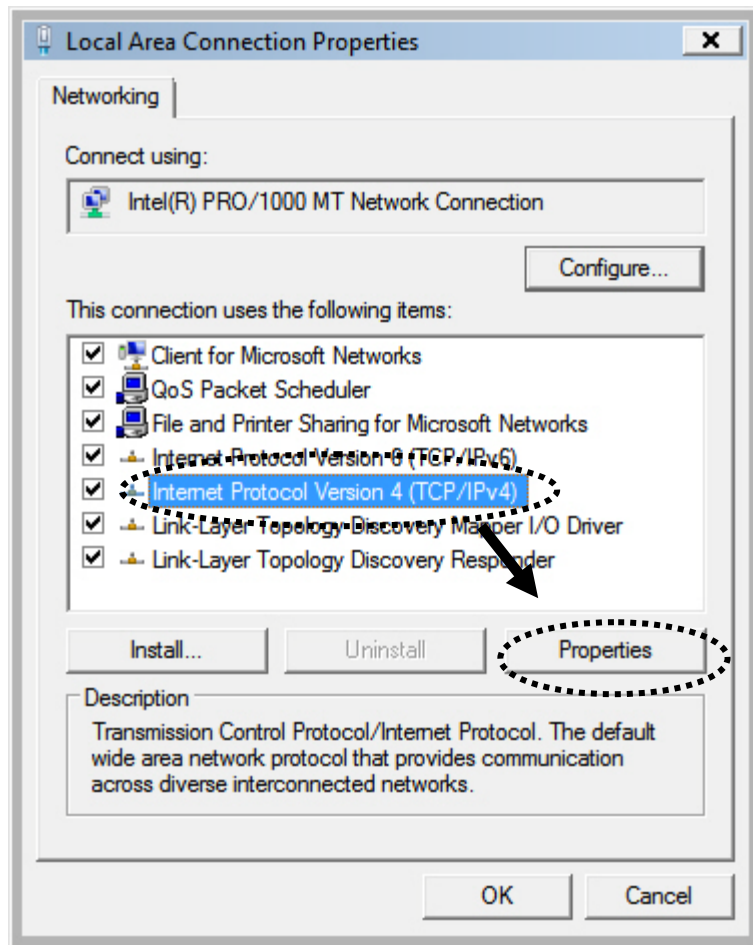 Local Area Connection Properties
Networking
Connect using:
Intel(R) PRO/1000 MT Network Connection
Configure...
This connection uses the following items:
Client for Microsoft Networks
QoS Packet Scheduler
File and Printer Sharing for Microsoft Networks
Internet Protocol Version 6 (TCP/IPv6)
Internet Protocol Version 4 (TCP/IPv4)
Link-Layer Topology Discovery Mapper I/O Driver
Link-Layer Topology Discovery Responder
Install... Uninstall Properties
Description
Transmission Control Protocol/Internet Protocol. The default
wide area network protocol that provides communication
across diverse interconnected networks.
OK Cancel